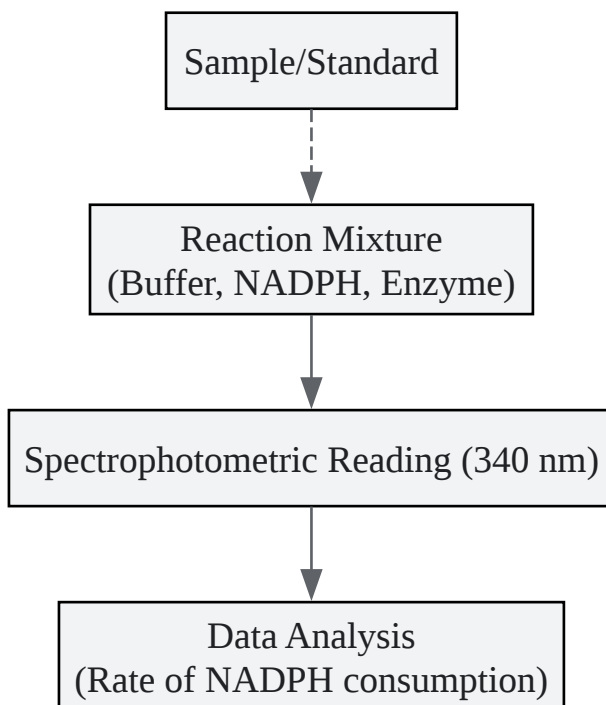 Sample/Standard
Reaction Mixture
(Buffer, NADPH, Enzyme)
Spectrophotometric Reading (340 nm)
Data Analysis
(Rate of NADPH consumption)